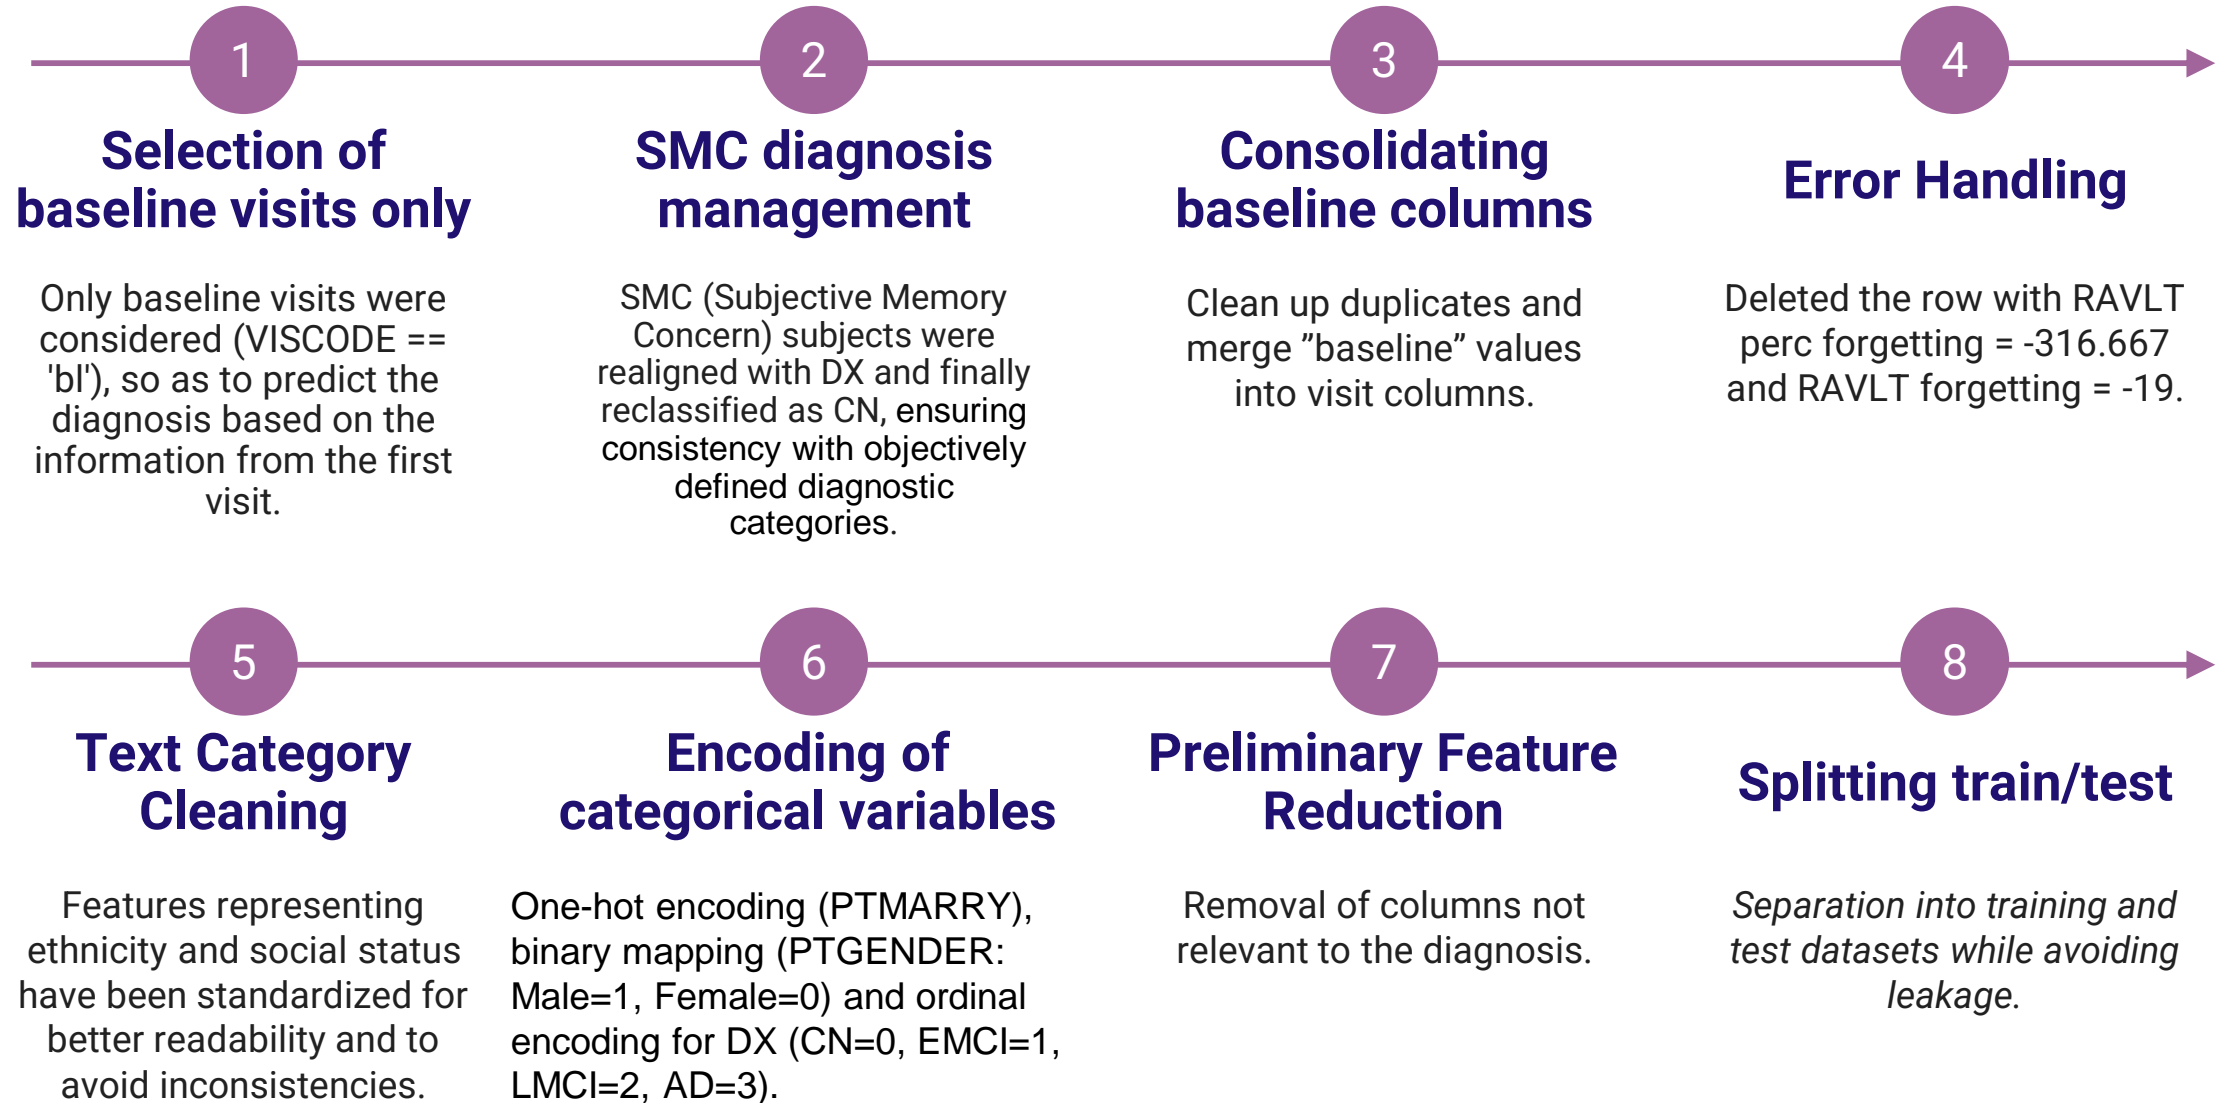 1
Selection of
baseline visits only
Only baseline visits were
considered (VISCODE ==
'bl'), so as to predict the
diagnosis based on the
information from the first
visit.
2
SMC diagnosis
management
SMC (Subjective Memory
Concern) subjects were
realigned with DX and finally
reclassified as CN, ensuring
consistency with objectively
defined diagnostic
categories.
3
Consolidating
baseline columns
Clean up duplicates and
merge ”baseline” values
into visit columns.
4
Error Handling
Deleted the row with RAVLT
perc forgetting = -316.667
and RAVLT forgetting = -19.
5
Text Category
Cleaning
Features representing
ethnicity and social status
have been standardized for
better readability and to
avoid inconsistencies.
6
Encoding of
categorical variables
One-hot encoding (PTMARRY),
binary mapping (PTGENDER:
Male=1, Female=0) and ordinal
encoding for DX (CN=0, EMCI=1,
LMCI=2, AD=3).
7
Preliminary Feature
Reduction
Removal of columns not
relevant to the diagnosis.
8
Splitting train/test
Separation into training and
test datasets while avoiding
leakage.